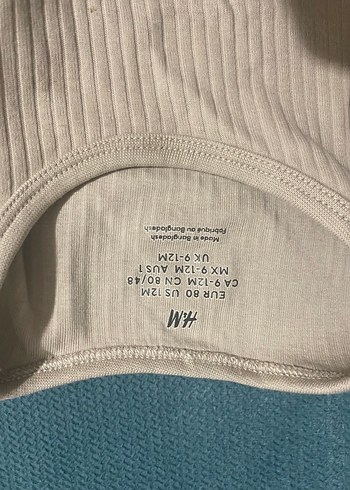 H&M
EUR 80 US 12M
CA 9-12M CN 80/48
MX 9-12M AUS 1
UK 9-12M
Made in Bangladesh
Fabriqué au Bangladesh